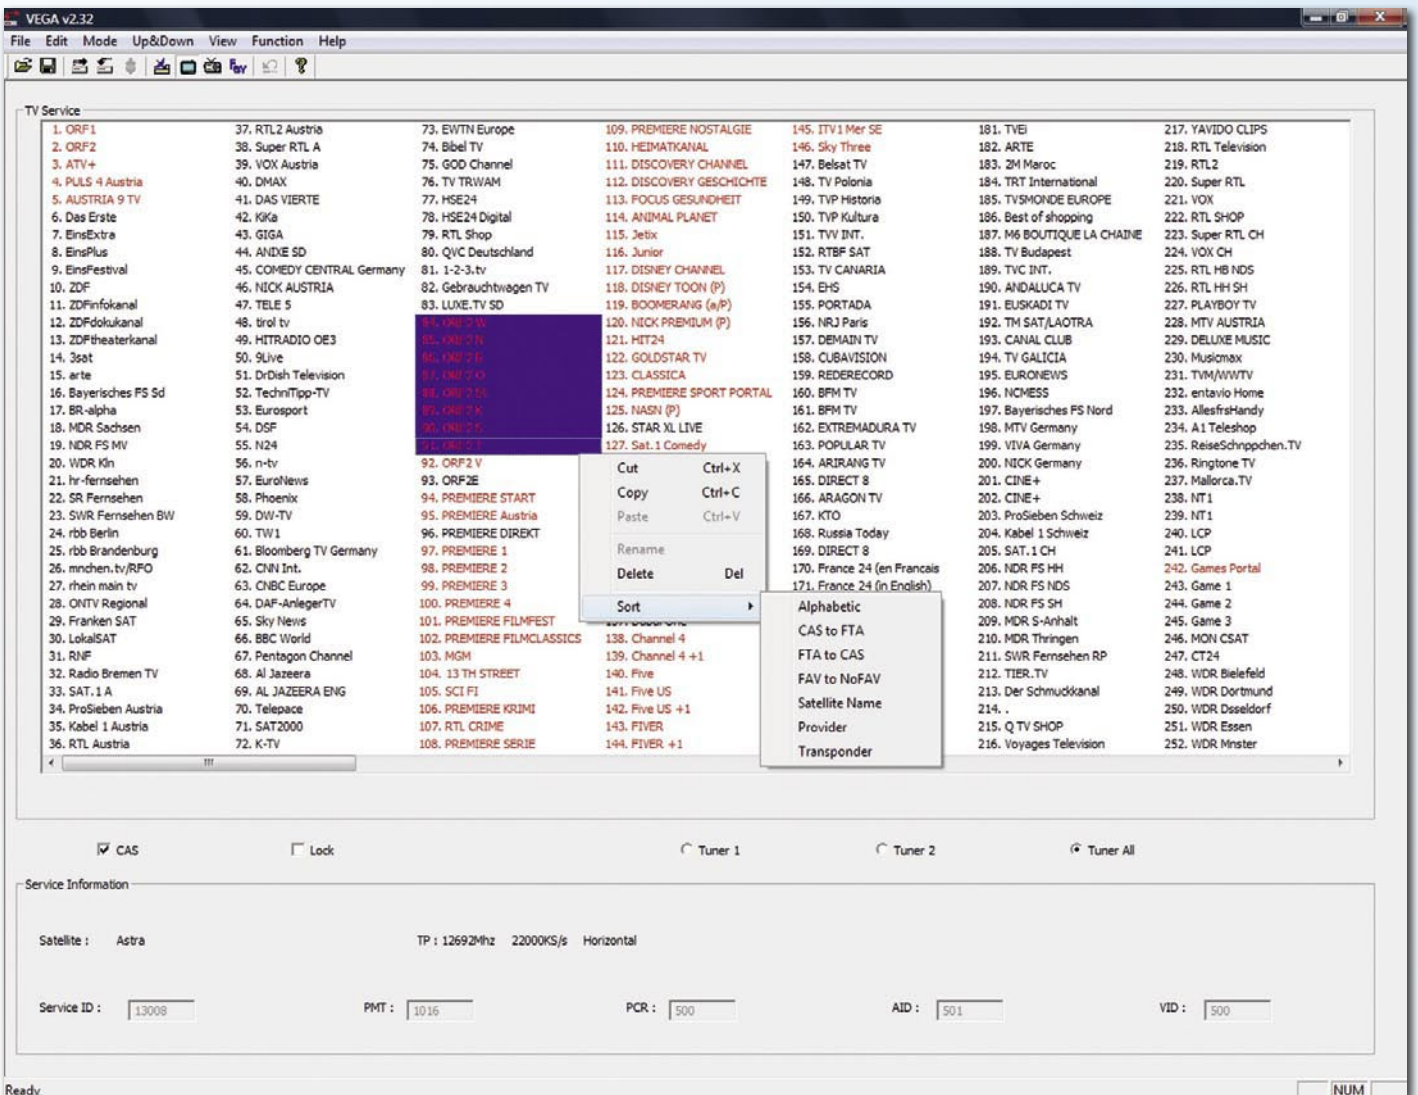 VEGA v2.32
File Edit Mode Up&Down View Function Help
TV Service
1. ORF1
2. ORF2
3. ATV+
4. PULS 4 Austria
5. AUSTRIA 9 TV
6. Das Erste
7. EinsExtra
8. EinsPlus
9. EinsFestival
10. ZDF
11. ZDFinfokanal
12. ZDFdokukanal
13. ZDFtheaterkanal
14. 3sat
15. arte
16. Bayerisches FS Sd
17. BR-alpha
18. MDR Sachsen
19. NDR FS MV
20. WDR Kln
21. hr-fernsehen
22. SR Fernsehen
23. SWR Fernsehen BW
24. rbb Berlin
25. rbb Brandenburg
26. mnchen.tv/RFO
27. rhein main tv
28. ONTV Regional
29. Franken SAT
30. LokalSAT
31. RNF
32. Radio Bremen TV
33. SAT.1 A
34. ProSieben Austria
35. Kabel 1 Austria
36. RTL Austria
37. RTL2 Austria
38. Super RTL A
39. VOX Austria
40. DMAX
41. DAS VIERTE
42. KiKa
43. GIGA
44. ANIXE SD
45. COMEDY CENTRAL Germany
46. NICK AUSTRIA
47. TELE 5
48. tirol tv
49. HITRADIO OE3
50. 9Live
51. DrDish Television
52. TechniTipp-TV
53. Eurosport
54. DSF
55. N24
56. n-tv
57. EuroNews
58. Phoenix
59. DW-TV
60. TW1
61. Bloomberg TV Germany
62. CNN Int.
63. CNBC Europe
64. DAF-AnlegerTV
65. Sky News
66. BBC World
67. Pentagon Channel
68. Al Jazeera
69. AL JAZEERA ENG
70. Telepace
71. SAT2000
72. K-TV
73. EWTN Europe
74. Bibel TV
75. GOD Channel
76. TV TRWAM
77. HSE24
78. HSE24 Digital
79. RTL Shop
80. QVC Deutschland
81. 1-2-3.tv
82. Gebrauchtwagen TV
83. LUXE.TV SD
84. ORF2 W
85. ORF2 N
86. ORF2 B
87. ORF2 O
88. ORF2 St
89. ORF2 K
90. ORF2 S
91. ORF2 T
92. ORF2 V
93. ORF2E
94. PREMIERE START
95. PREMIERE Austria
96. PREMIERE DIREKT
97. PREMIERE 1
98. PREMIERE 2
99. PREMIERE 3
100. PREMIERE 4
101. PREMIERE FILMFEST
102. PREMIERE FILMCLASSICS
103. MGM
104. 13 TH STREET
105. SCI FI
106. PREMIERE KRIMI
107. RTL CRIME
108. PREMIERE SERIE
109. PREMIERE NOSTALGIE
110. HEIMATKANAL
111. DISCOVERY CHANNEL
112. DISCOVERY GESCHICHTE
113. FOCUS GESUNDHEIT
114. ANIMAL PLANET
115. Jetix
116. Junior
117. DISNEY CHANNEL
118. DISNEY TOON (P)
119. BOOMERANG (a/P)
120. NICK PREMIUM (P)
121. HIT24
122. GOLDSTAR TV
123. CLASSICA
124. PREMIERE SPORT PORTAL
125. NASN (P)
126. STAR XL LIVE
127. Sat.1 Comedy
138. Channel 4
139. Channel 4 +1
140. Five
141. Five US
142. Five US +1
143. FIVER
144. FIVER +1
145. ITV1 Mer SE
146. Sky Three
147. Belsat TV
148. TV Polonia
149. TVP Historia
150. TVP Kultura
151. TVV INT.
152. RTBF SAT
153. TV CANARIA
154. EHS
155. PORTADA
156. NRJ Paris
157. DEMAIN TV
158. CUBAVISION
159. REDERECORD
160. BFM TV
161. BFM TV
162. EXTREMADURA TV
163. POPULAR TV
164. ARIRANG TV
165. DIRECT 8
166. ARAGON TV
167. KTO
168. Russia Today
169. DIRECT 8
170. France 24 (en Francais
171. France 24 (in English)
181. TVEi
182. ARTE
183. 2M Maroc
184. TRT International
185. TV5MONDE EUROPE
186. Best of shopping
187. M6 BOUTIQUE LA CHAINE
188. TV Budapest
189. TVC INT.
190. ANDALUCA TV
191. EUSKADI TV
192. TM SAT/LAOTRA
193. CANAL CLUB
194. TV GALICIA
195. EURONEWS
196. NCMESS
197. Bayerisches FS Nord
198. MTV Germany
199. VIVA Germany
200. NICK Germany
201. CINE+
202. CINE+
203. ProSieben Schweiz
204. Kabel 1 Schweiz
205. SAT.1 CH
206. NDR FS HH
207. NDR FS NDS
208. NDR FS SH
209. MDR S-Anhalt
210. MDR Thringen
211. SWR Fernsehen RP
212. TIER.TV
213. Der Schmuckkanal
214. .
215. Q TV SHOP
216. Voyages Television
217. YAVIDO CLIPS
218. RTL Television
219. RTL2
220. Super RTL
221. VOX
222. RTL SHOP
223. Super RTL CH
224. VOX CH
225. RTL HB NDS
226. RTL HH SH
227. PLAYBOY TV
228. MTV AUSTRIA
229. DELUXE MUSIC
230. Musicmax
231. TVM/WWTV
232. entavio Home
233. AllesfrsHandy
234. A1 Teleshop
235. ReiseSchnppchen.TV
236. Ringtone TV
237. Mallorca.TV
238. NT1
239. NT1
240. LCP
241. LCP
242. Games Portal
243. Game 1
244. Game 2
245. Game 3
246. MON CSAT
247. CT24
248. WDR Bielefeld
249. WDR Dortmund
250. WDR Dsseldorf
251. WDR Essen
252. WDR Mnster
Cut Ctrl+X
Copy Ctrl+C
Paste Ctrl+V
Rename
Delete Del
Sort
Alphabetic
CAS to FTA
FTA to CAS
FAV to NoFAV
Satellite Name
Provider
Transponder
CAS Lock Tuner 1 Tuner 2 Tuner All
Service Information
Satellite : Astra TP : 12692Mhz 22000KS/s Horizontal
Service ID : 13008 PMT : 1016 PCR : 500 AID : 501 VID : 500
Ready NUM